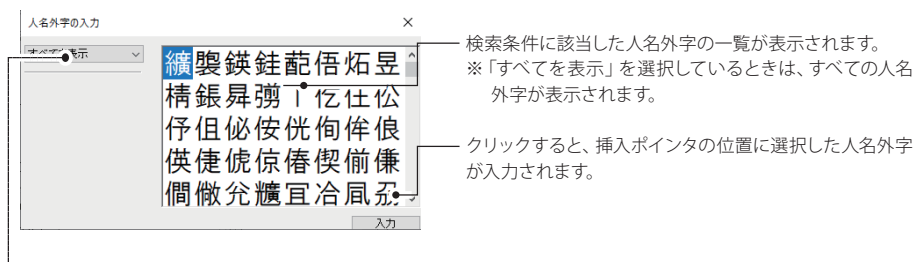 人名外字の入力
すべてを表示
纊褜鍈銈蓜俉炻昱
棈鋹曻彅丨仡仼伀
伃伹佖侒侊侚侔俍
偀倢俿倞偆偰偂傔
僴僘兊兤冝冾凬刕
入力
検索条件に該当した人名外字の一覧が表示されます。
※「すべてを表示」を選択しているときは、すべての人名
外字が表示されます。
クリックすると、挿入ポインタの位置に選択した人名外字
が入力されます。